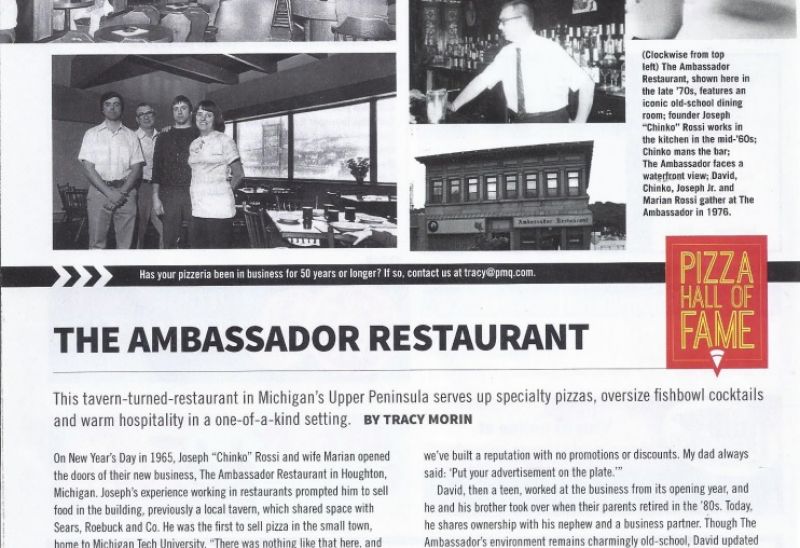 (Clockwise from top
left) The Ambassador
Restaurant, shown here in
the late '70s, features an
iconic old-school dining
room; founder Joseph
"Chinko" Rossi works in
the kitchen in the mid-'60s;
Chinko mans the bar;
The Ambassador faces a
waterfront view; David,
Chinko, Joseph Jr. and
Marian Rossi gather at The
Ambassador in 1976.
Ambassador Restaurant
Has your pizzeria been in business for 50 years or longer? If so, contact us at tracy@pmq.com.
PIZZA
HALL OF
FAME
THE AMBASSADOR RESTAURANT
This tavern-turned-restaurant in Michigan's Upper Peninsula serves up specialty pizzas, oversize fishbowl cocktails
and warm hospitality in a one-of-a-kind setting. BY TRACY MORIN
On New Year's Day in 1965, Joseph "Chinko" Rossi and wife Marian opened
the doors of their new business, The Ambassador Restaurant in Houghton,
Michigan. Joseph's experience working in restaurants prompted him to sell
food in the building, previously a local tavern, which shared space with
Sears, Roebuck and Co. He was the first to sell pizza in the small town,
home to Michigan Tech University. "There was nothing like that here, and
we've built a reputation with no promotions or discounts. My dad always
said: 'Put your advertisement on the plate.'"
David, then a teen, worked at the business from its opening year, and
he and his brother took over when their parents retired in the '80s. Today,
he shares ownership with his nephew and a business partner. Though The
Ambassador's environment remains charmingly old-school, David updated